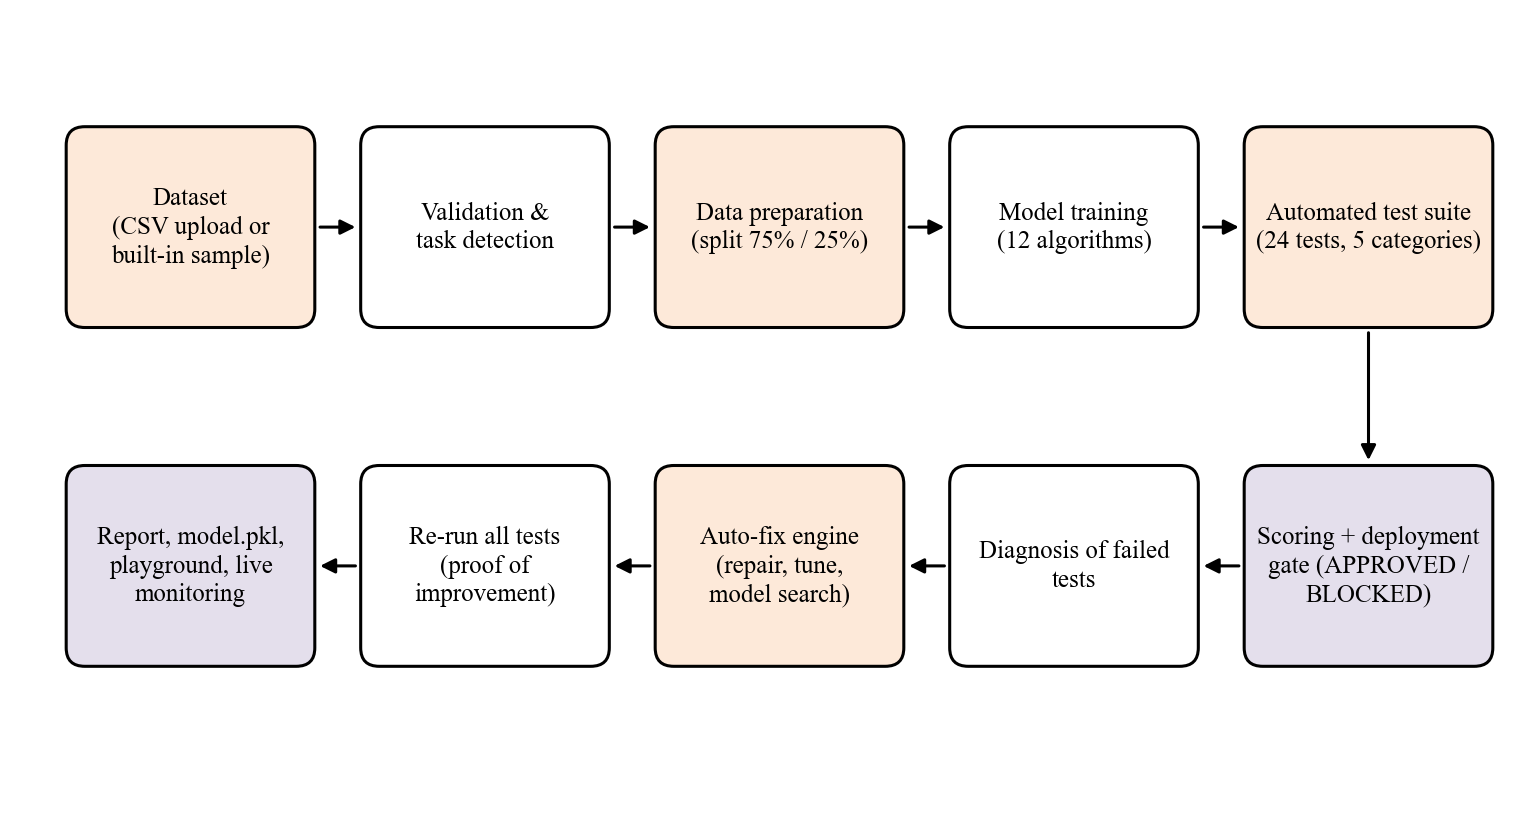 Dataset
(CSV upload or
built-in sample)
Validation &
task detection
Data preparation
(split 75% / 25%)
Model training
(12 algorithms)
Automated test suite
(24 tests, 5 categories)
Report, model.pkl,
playground, live
monitoring
Re-run all tests
(proof of
improvement)
Auto-fix engine
(repair, tune,
model search)
Diagnosis of failed
tests
Scoring + deployment
gate (APPROVED /
BLOCKED)